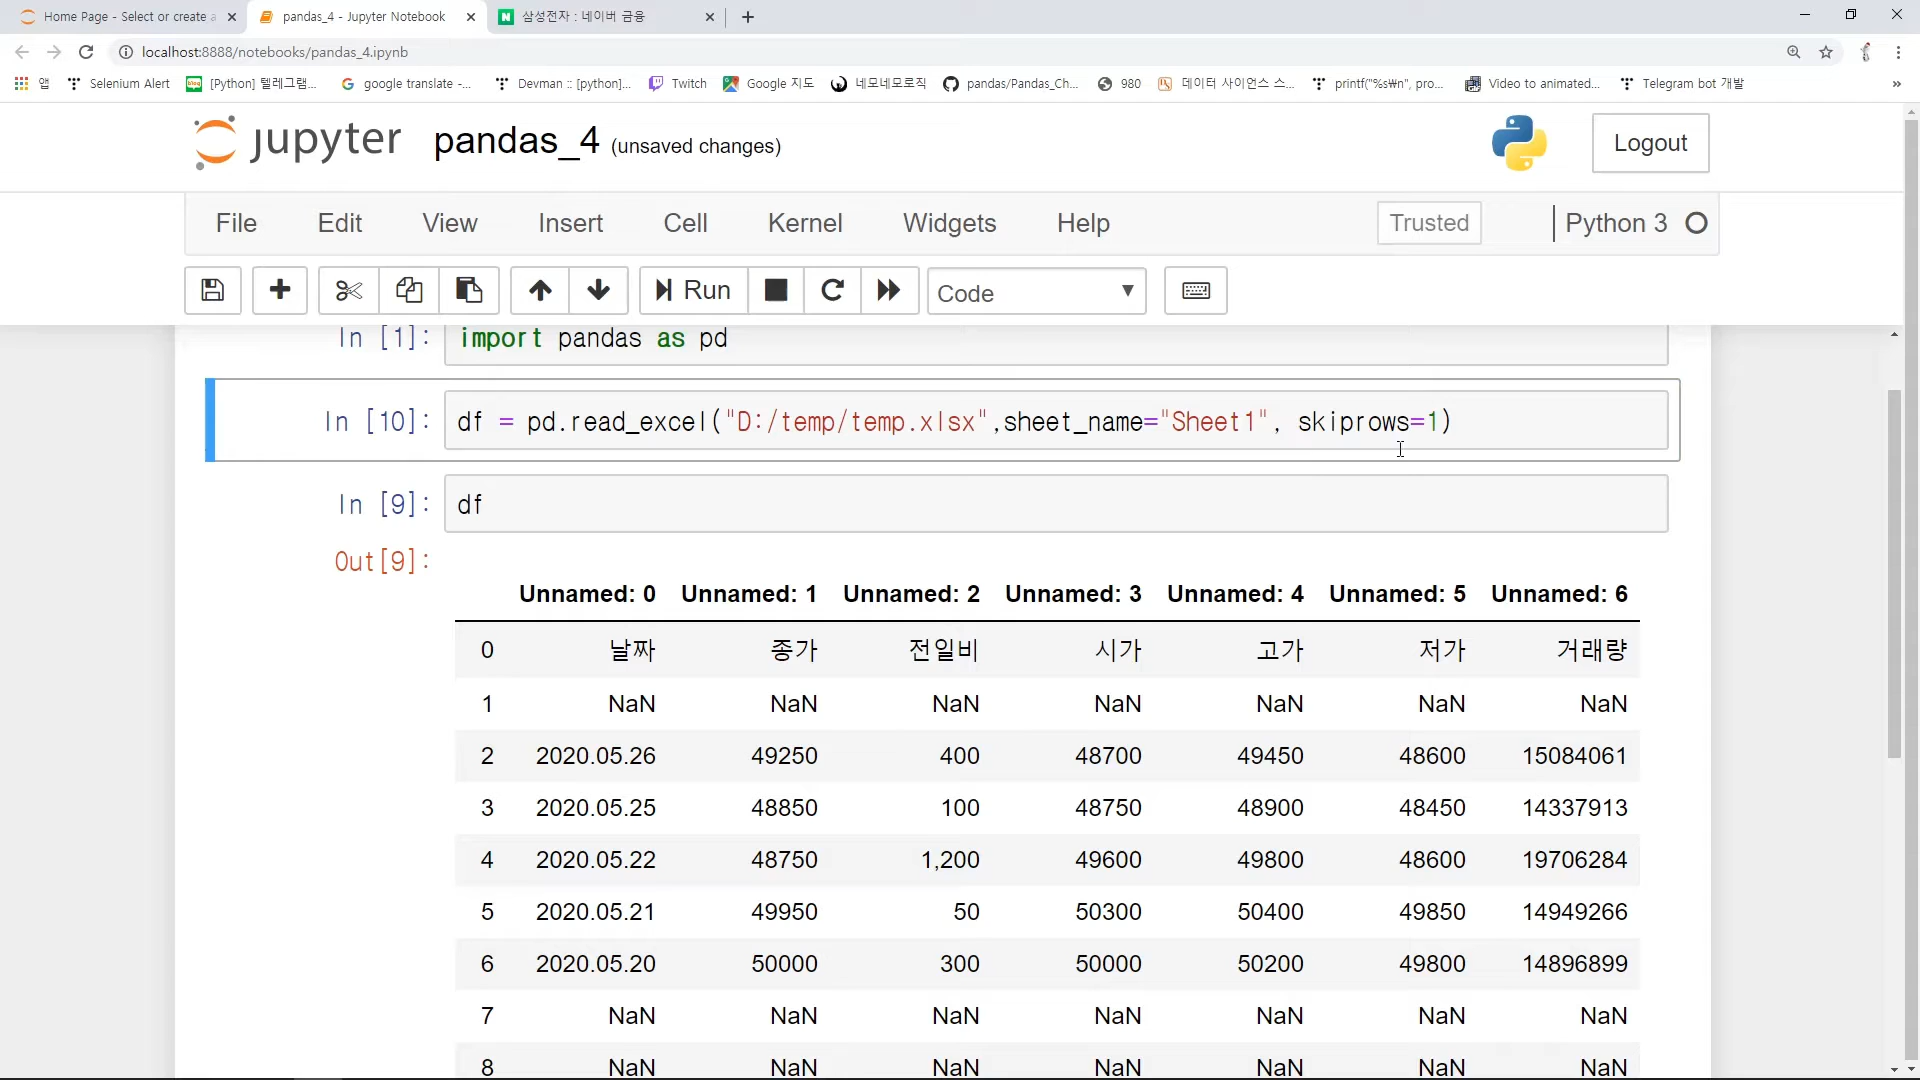 Home Page - Select or create a
pandas_4 - Jupyter Notebook
삼성전자 : 네이버 금융
localhost:8888/notebooks/pandas_4.ipynb
앱 Selenium Alert [Python] 텔레그램... google translate -... Devman :: [python]... Twitch Google 지도 네모네모로직 pandas/Pandas_Ch... 980 데이터 사이언스 스... printf("%s₩n", pro... Video to animated... Telegram bot 개발 »
jupyter pandas_4 (unsaved changes) Logout
File Edit View Insert Cell Kernel Widgets Help Trusted Python 3
Run Code
In [1]: import pandas as pd
In [10]: df = pd.read_excel("D:/temp/temp.xlsx",sheet_name="Sheet1", skiprows=1)
In [9]: df
Out[9]:
Unnamed: 0 Unnamed: 1 Unnamed: 2 Unnamed: 3 Unnamed: 4 Unnamed: 5 Unnamed: 6
0 날짜 종가 전일비 시가 고가 저가 거래량
1 NaN NaN NaN NaN NaN NaN NaN
2 2020.05.26 49250 400 48700 49450 48600 15084061
3 2020.05.25 48850 100 48750 48900 48450 14337913
4 2020.05.22 48750 1,200 49600 49800 48600 19706284
5 2020.05.21 49950 50 50300 50400 49850 14949266
6 2020.05.20 50000 300 50000 50200 49800 14896899
7 NaN NaN NaN NaN NaN NaN NaN
8 NaN NaN NaN NaN NaN NaN NaN